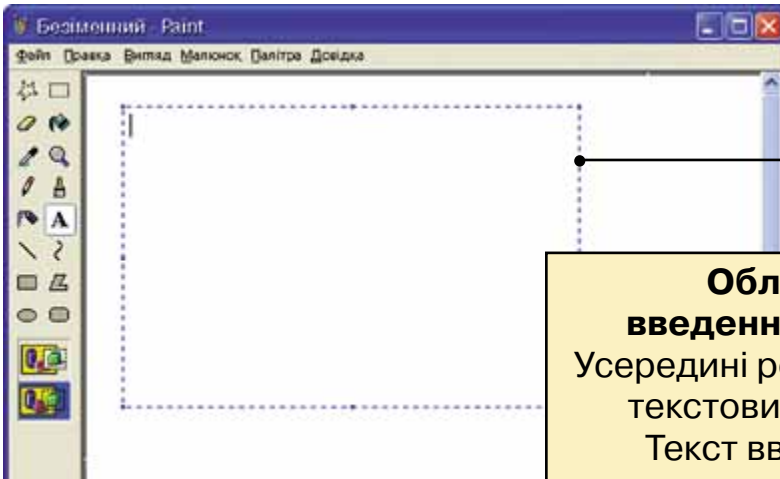 Безіменний - Paint
Файл Правка Вигляд Малюнок Палітра Довідка
A
Обл
введенн
Усередині р
текстови
Текст вв